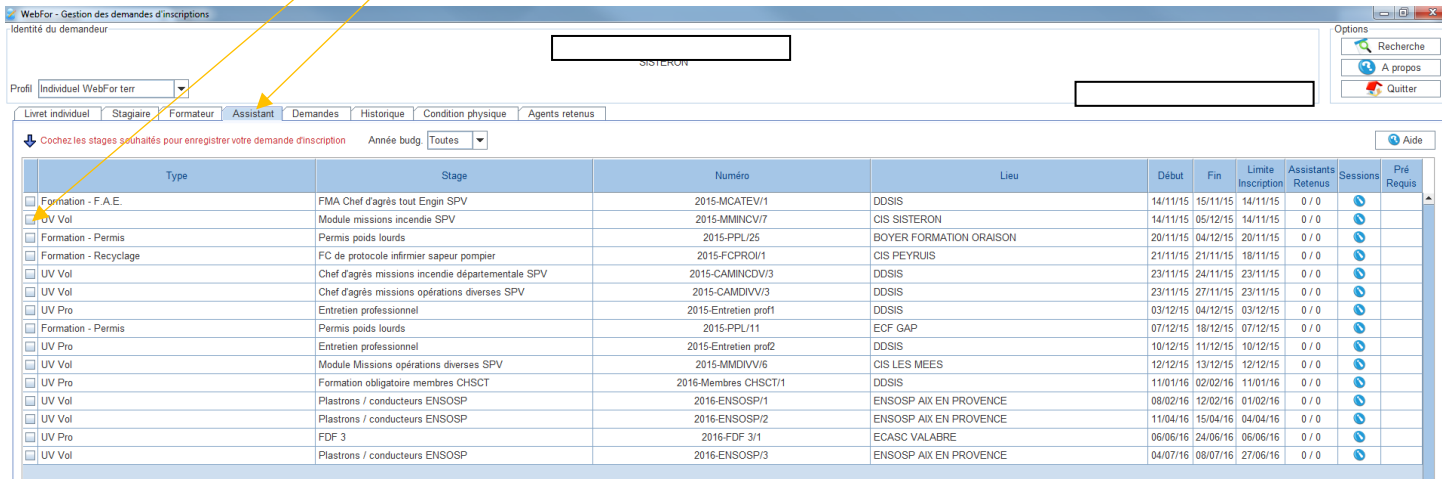 WebFor - Gestion des demandes d'inscriptions
Identité du demandeur
SISTERON
Options
Recherche
A propos
Quitter
Profil Individuel WebFor terr
Livret individuel Stagiaire Formateur Assistant Demandes Historique Condition physique Agents retenus
Cochez les stages souhaités pour enregistrer votre demande d'inscription Année budg. Toutes Aide
Type Stage Numéro Lieu Début Fin Limite Inscription Assistants Retenus Sessions Pré Requis
Formation - F.A.E. FMA Chef d'agrès tout Engin SPV 2015-MCATEV/1 DDSIS 14/11/15 15/11/15 14/11/15 0 / 0
UV Vol Module missions incendie SPV 2015-MMINCV/7 CIS SISTERON 14/11/15 05/12/15 14/11/15 0 / 0
Formation - Permis Permis poids lourds 2015-PPL/25 BOYER FORMATION ORAISON 20/11/15 04/12/15 20/11/15 0 / 0
Formation - Recyclage FC de protocole infirmier sapeur pompier 2015-FCPROI/1 CIS PEYRUIS 21/11/15 21/11/15 18/11/15 0 / 0
UV Vol Chef d'agrès missions incendie départementale SPV 2015-CAMINCDV/3 DDSIS 23/11/15 24/11/15 23/11/15 0 / 0
UV Vol Chef d'agrès missions opérations diverses SPV 2015-CAMDIVV/3 DDSIS 23/11/15 27/11/15 23/11/15 0 / 0
UV Pro Entretien professionnel 2015-Entretien prof1 DDSIS 03/12/15 04/12/15 03/12/15 0 / 0
Formation - Permis Permis poids lourds 2015-PPL/11 ECF GAP 07/12/15 18/12/15 07/12/15 0 / 0
UV Pro Entretien professionnel 2015-Entretien prof2 DDSIS 10/12/15 11/12/15 10/12/15 0 / 0
UV Vol Module Missions opérations diverses SPV 2015-MMDIVV/6 CIS LES MEES 12/12/15 13/12/15 12/12/15 0 / 0
UV Pro Formation obligatoire membres CHSCT 2016-Membres CHSCT/1 DDSIS 11/01/16 02/02/16 11/01/16 0 / 0
UV Vol Plastrons / conducteurs ENSOSP 2016-ENSOSP/1 ENSOSP AIX EN PROVENCE 08/02/16 12/02/16 01/02/16 0 / 0
UV Vol Plastrons / conducteurs ENSOSP 2016-ENSOSP/2 ENSOSP AIX EN PROVENCE 11/04/16 15/04/16 04/04/16 0 / 0
UV Pro FDF 3 2016-FDF 3/1 ECASC VALABRE 06/06/16 24/06/16 06/06/16 0 / 0
UV Vol Plastrons / conducteurs ENSOSP 2016-ENSOSP/3 ENSOSP AIX EN PROVENCE 04/07/16 08/07/16 27/06/16 0 / 0